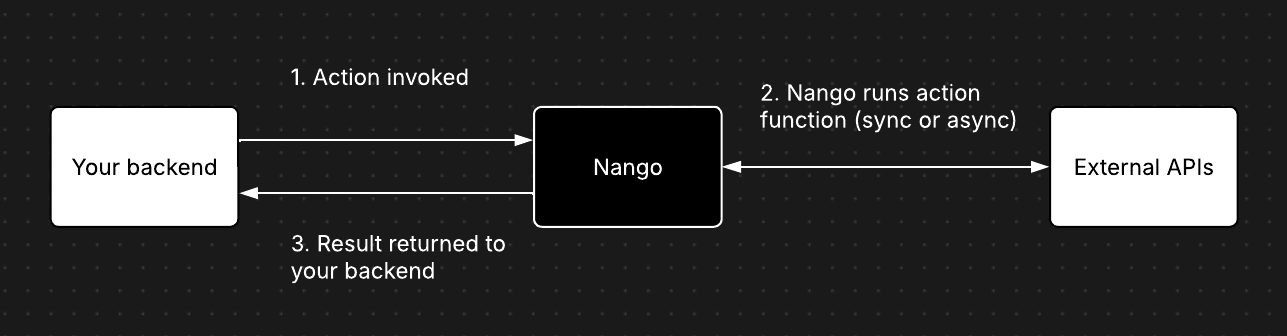 1. Action invoked
2. Nango runs action
function (sync or async)
Your backend
Nango
External APIs
3. Result returned to
your backend